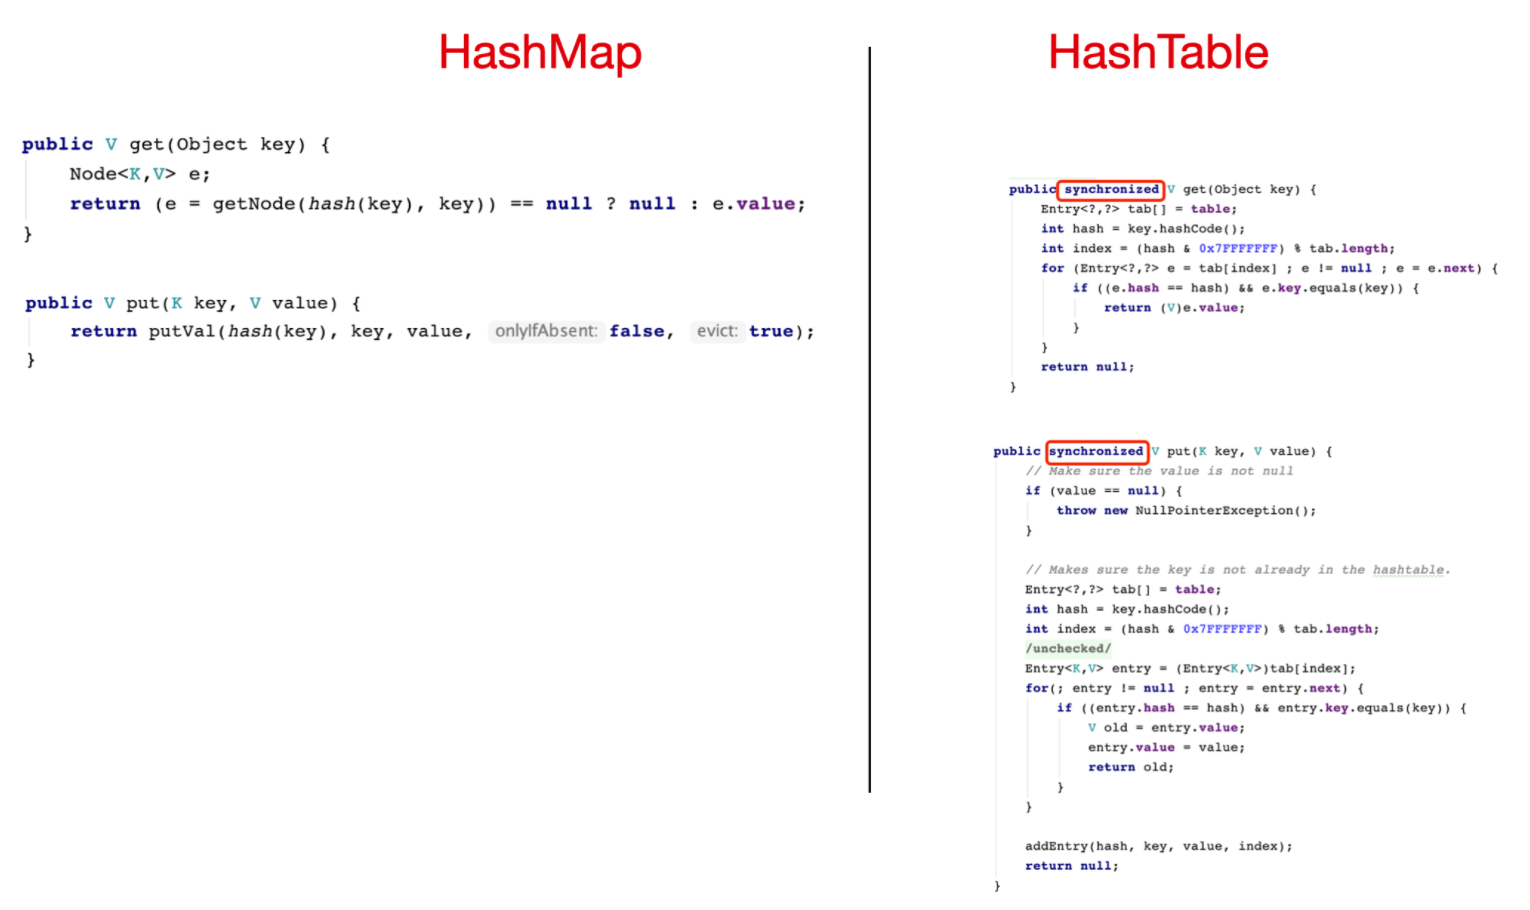 HashMap
public V get(Object key) {
Node<K,V> e;
return (e = getNode(hash(key), key)) == null ? null : e.value;
}
public V put(K key, V value) {
return putVal(hash(key), key, value, onlyIfAbsent: false, evict: true);
}
HashTable
public synchronized V get(Object key) {
Entry<?,?> tab[] = table;
int hash = key.hashCode();
int index = (hash & 0x7FFFFFFF) % tab.length;
for (Entry<?,?> e = tab[index] ; e != null ; e = e.next) {
if ((e.hash == hash) && e.key.equals(key)) {
return (V)e.value;
}
}
return null;
}
public synchronized V put(K key, V value) {
// Make sure the value is not null
if (value == null) {
throw new NullPointerException();
}
// Makes sure the key is not already in the hashtable.
Entry<?,?> tab[] = table;
int hash = key.hashCode();
int index = (hash & 0x7FFFFFFF) % tab.length;
/unchecked/
Entry<K,V> entry = (Entry<K,V>)tab[index];
for(; entry != null ; entry = entry.next) {
if ((entry.hash == hash) && entry.key.equals(key)) {
V old = entry.value;
entry.value = value;
return old;
}
}
addEntry(hash, key, value, index);
return null;
}